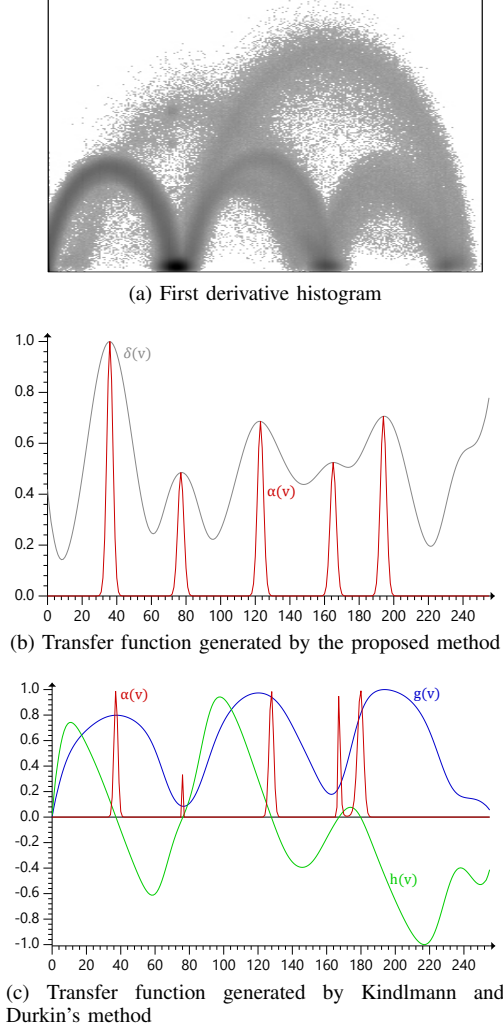 (a) First derivative histogram
1.0
δ(v)
0.8
0.6
α(v)
0.4
0.2
0.0
0 20 40 60 80 100 120 140 160 180 200 220 240
(b) Transfer function generated by the proposed method
1.0
α(v)
g(v)
0.8
0.6
0.4
0.2
0.0
-0.2
-0.4
h(v)
-0.6
-0.8
-1.0
0 20 40 60 80 100 120 140 160 180 200 220 240
(c) Transfer function generated by Kindlmann and
Durkin's method